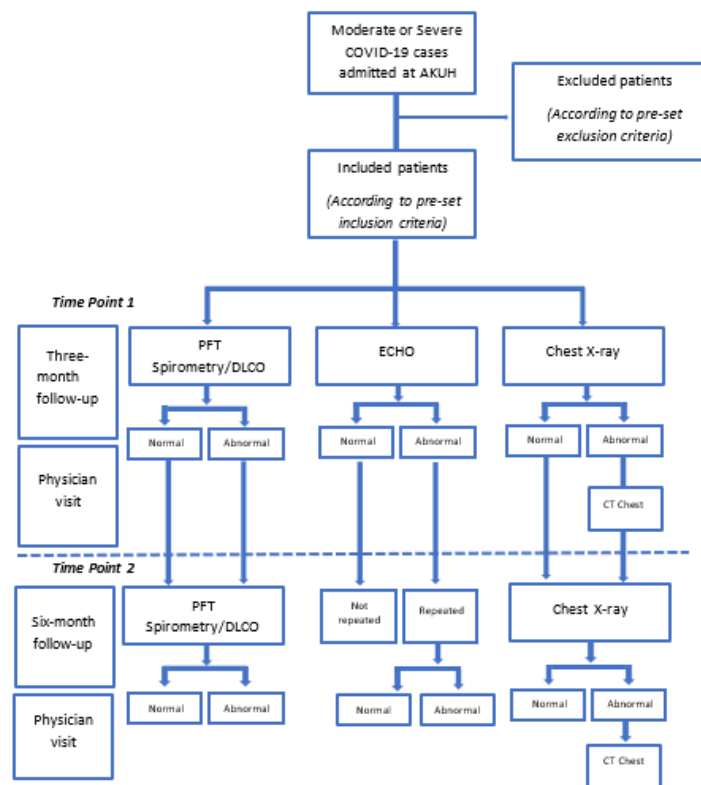 Moderate or Severe
COVID-19 cases
admitted at AKUH
Excluded patients
(According to pre-set
exclusion criteria)
Included patients
(According to pre-set
inclusion criteria)
Time Point 1
Three-
month
follow-up
PFT
Spirometry/DLCO
ECHO
Chest X-ray
Normal
Abnormal
Normal
Abnormal
Normal
Abnormal
Physician
visit
CT Chest
Time Point 2
Six-month
follow-up
PFT
Spirometry/DLCO
Not
repeated
Repeated
Chest X-ray
Normal
Abnormal
Normal
Abnormal
Normal
Abnormal
Physician
visit
CT Chest